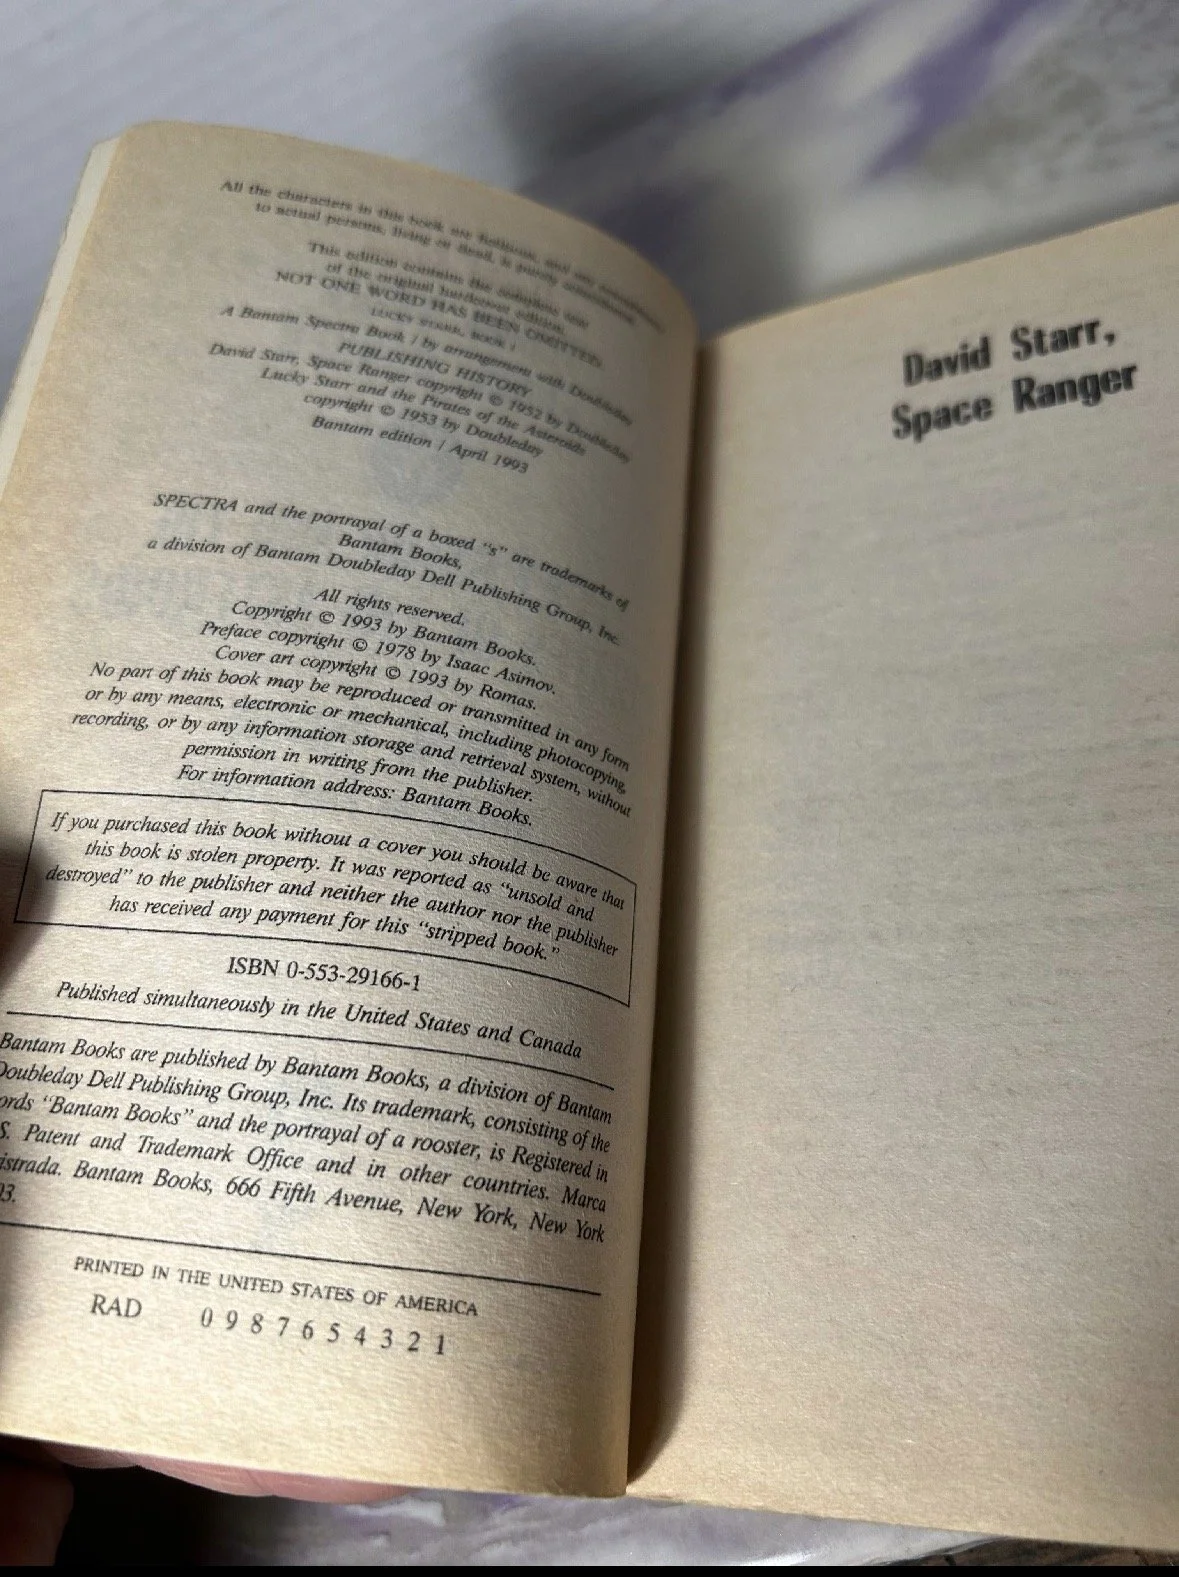 All the characters in this book are fictitious, and any resemblance
to actual persons, living or dead, is purely coincidental.
This edition contains the complete text
of the original hardcover edition.
NOT ONE WORD HAS BEEN OMITTED.
LUCKY STARR, BOOK 1
A Bantam Spectra Book / by arrangement with Doubleday
PUBLISHING HISTORY
David Starr, Space Ranger copyright © 1952 by Doubleday
Lucky Starr and the Pirates of the Asteroids
copyright © 1953 by Doubleday
Bantam edition / April 1993
SPECTRA and the portrayal of a boxed "s" are trademarks of
Bantam Books,
a division of Bantam Doubleday Dell Publishing Group, Inc.
All rights reserved.
Copyright © 1993 by Bantam Books.
Preface copyright © 1978 by Isaac Asimov.
Cover art copyright © 1993 by Romas.
No part of this book may be reproduced or transmitted in any form
or by any means, electronic or mechanical, including photocopying,
recording, or by any information storage and retrieval system, without
permission in writing from the publisher.
For information address: Bantam Books.
If you purchased this book without a cover you should be aware that
this book is stolen property. It was reported as "unsold and
destroyed" to the publisher and neither the author nor the publisher
has received any payment for this "stripped book."
ISBN 0-553-29166-1
Published simultaneously in the United States and Canada
Bantam Books are published by Bantam Books, a division of Bantam
Doubleday Dell Publishing Group, Inc. Its trademark, consisting of the
ords "Bantam Books" and the portrayal of a rooster, is Registered in
S. Patent and Trademark Office and in other countries. Marca
istrada. Bantam Books, 666 Fifth Avenue, New York, New York
03.
PRINTED IN THE UNITED STATES OF AMERICA
RAD 0 9 8 7 6 5 4 3 2 1
David Starr,
Space Ranger